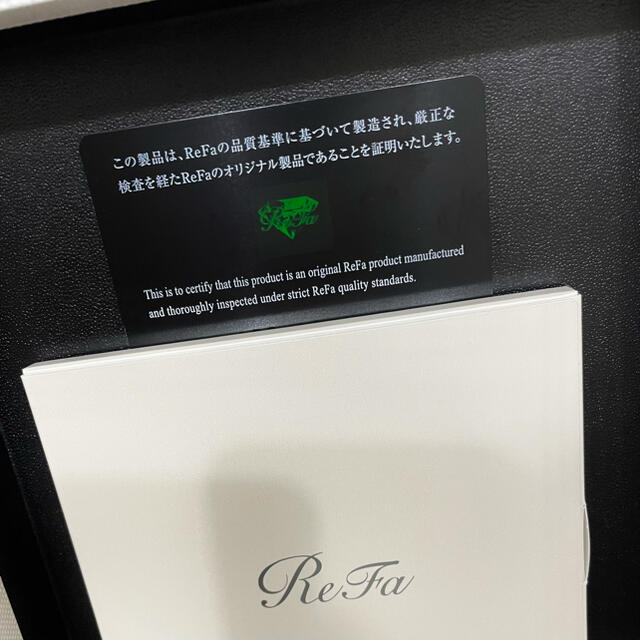 この製品は、ReFaの品質基準に基づいて製造され、厳正な
検査を経たReFaのオリジナル製品であることを証明いたします。
ReFa
This is to certify that this product is an original ReFa product manufactured
and thoroughly inspected under strict ReFa quality standards.
ReFa